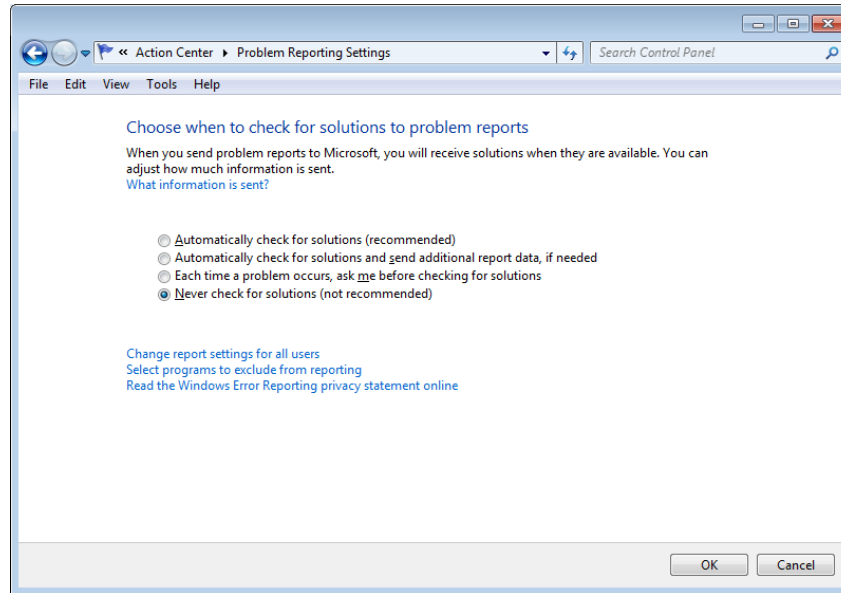 « Action Center ▸ Problem Reporting Settings
Search Control Panel
File Edit View Tools Help
Choose when to check for solutions to problem reports
When you send problem reports to Microsoft, you will receive solutions when they are available. You can
adjust how much information is sent.
What information is sent?
Automatically check for solutions (recommended)
Automatically check for solutions and send additional report data, if needed
Each time a problem occurs, ask me before checking for solutions
Never check for solutions (not recommended)
Change report settings for all users
Select programs to exclude from reporting
Read the Windows Error Reporting privacy statement online
OK Cancel